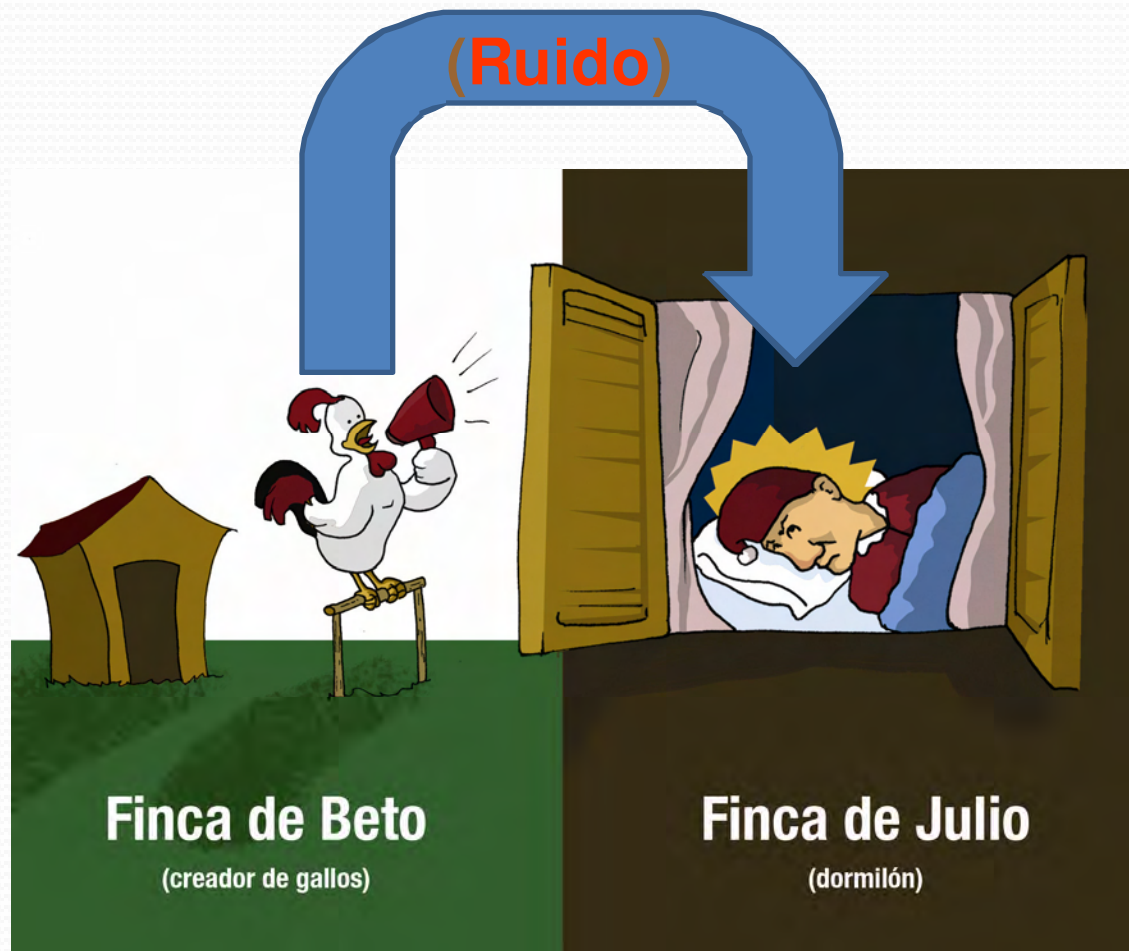 (Ruido)
Finca de Beto
(creador de gallos)
Finca de Julio
(dormilón)